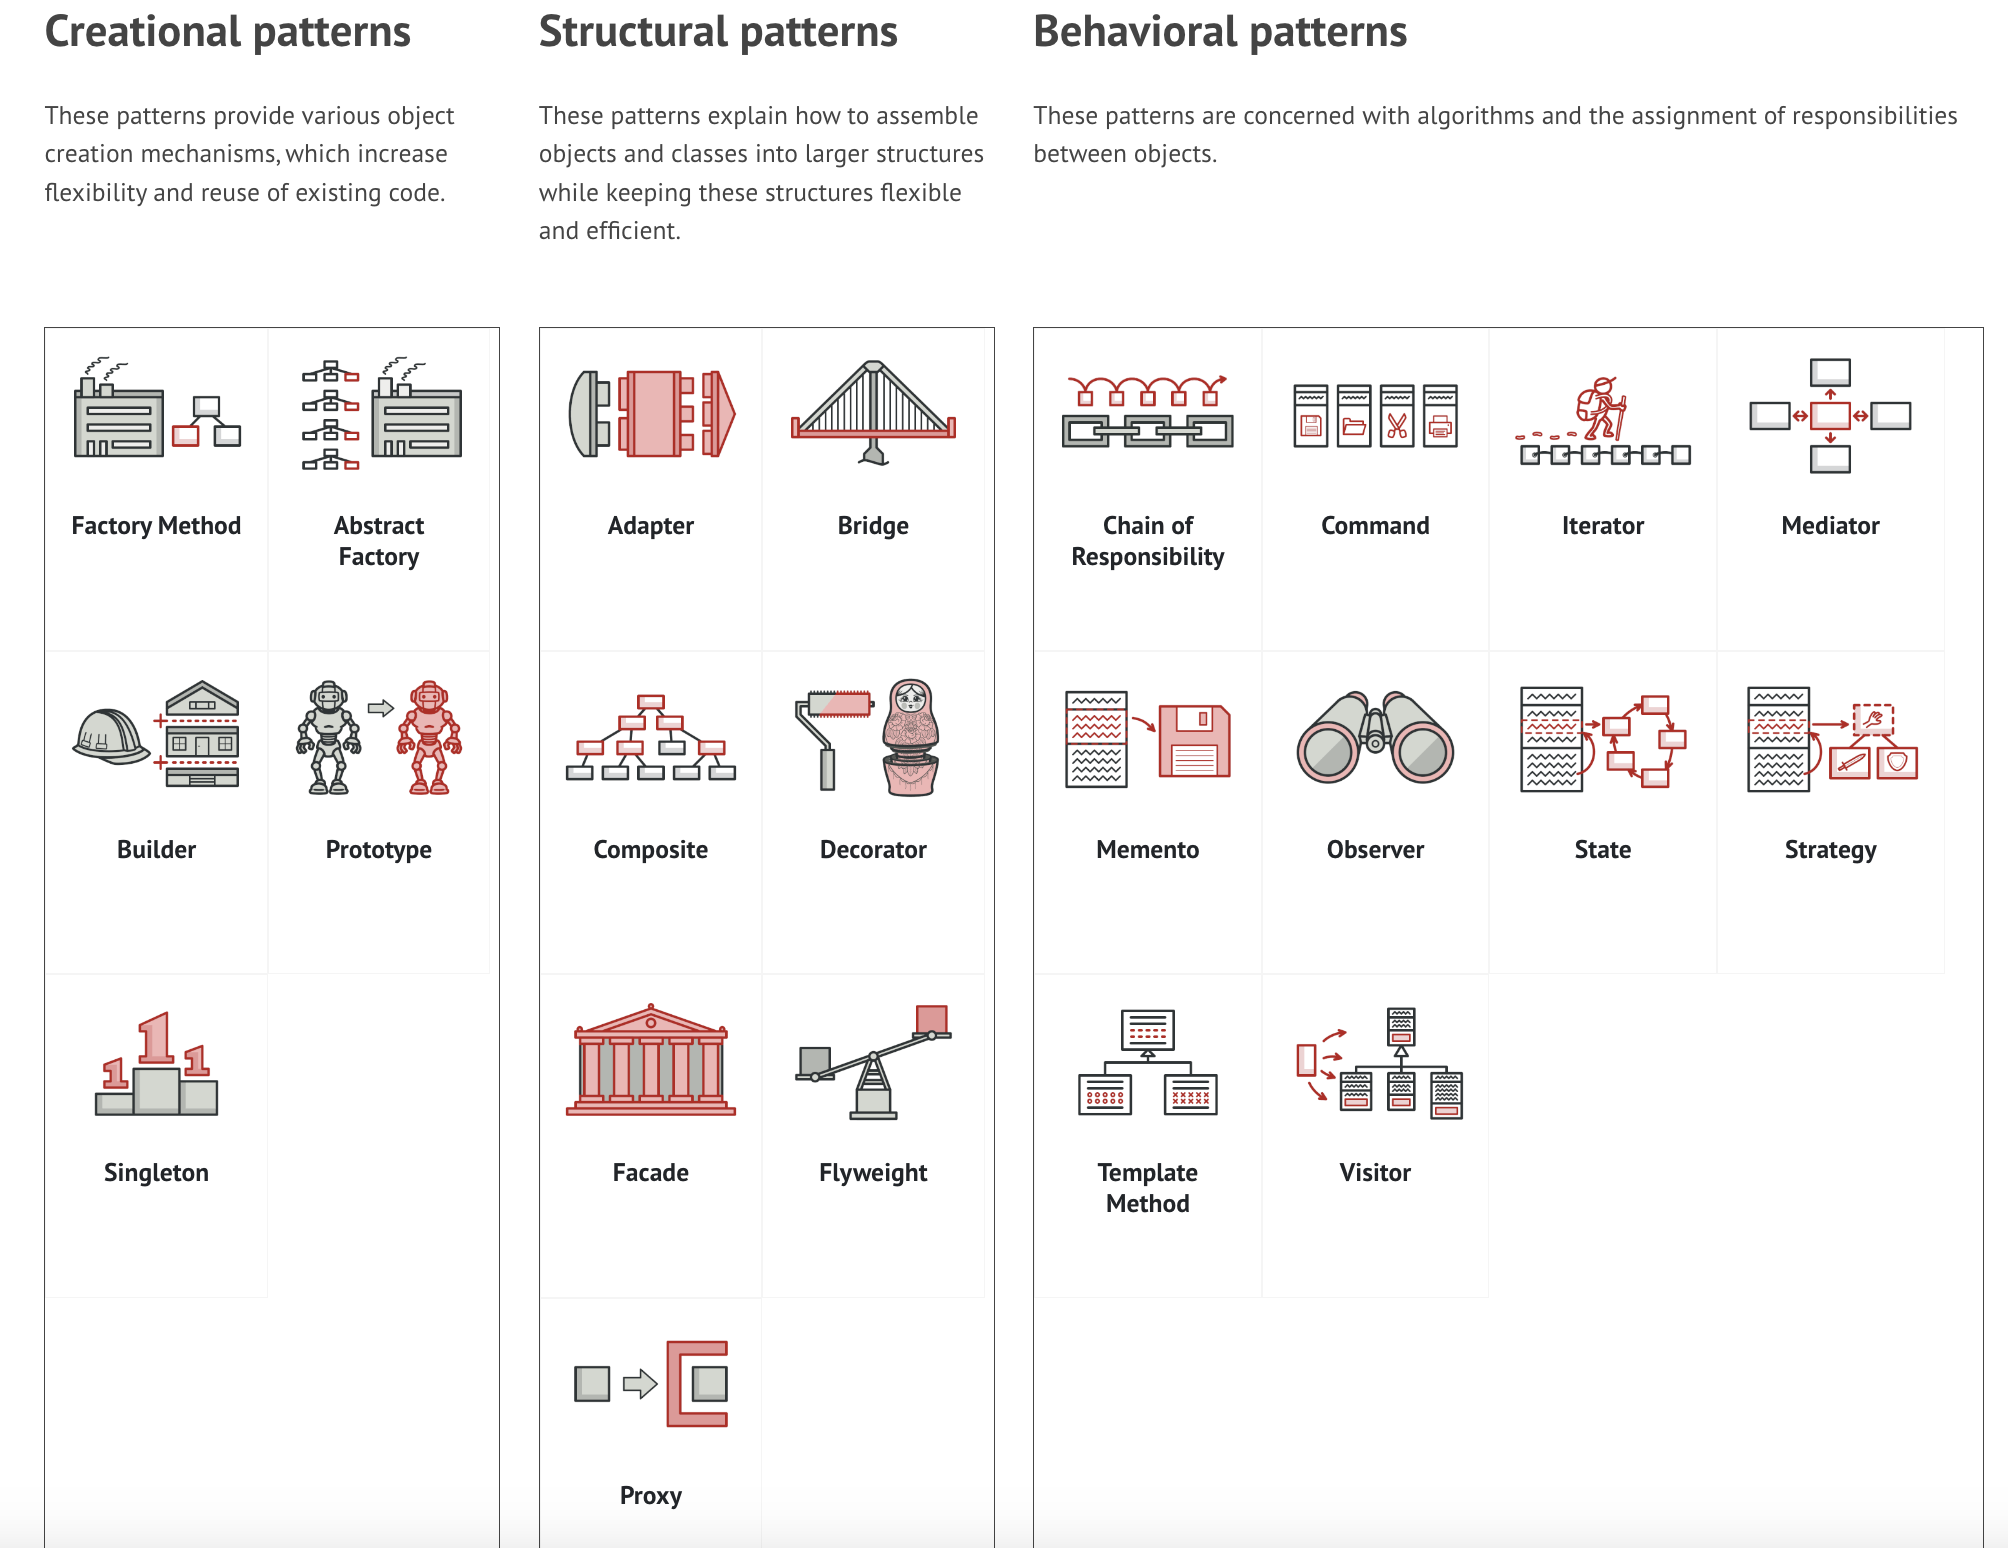 Creational patterns
These patterns provide various object
creation mechanisms, which increase
flexibility and reuse of existing code.
Factory Method
Abstract
Factory
Builder
Prototype
1 1 1
Singleton
Structural patterns
These patterns explain how to assemble
objects and classes into larger structures
while keeping these structures flexible
and efficient.
Adapter
Bridge
Composite
Decorator
Facade
Flyweight
Proxy
Behavioral patterns
These patterns are concerned with algorithms and the assignment of responsibilities
between objects.
Chain of
Responsibility
Command
Iterator
Mediator
Memento
Observer
State
Strategy
Template
Method
Visitor